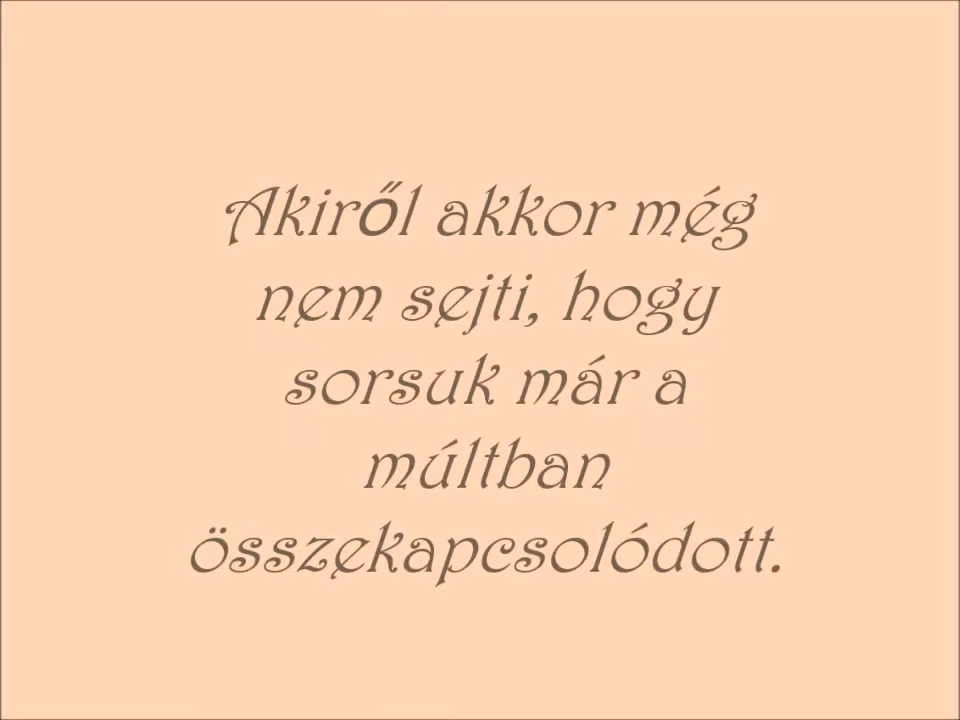 Akiről akkor még
nem sejti, hogy
sorsuk már a
múltban
összekapcsolódott.